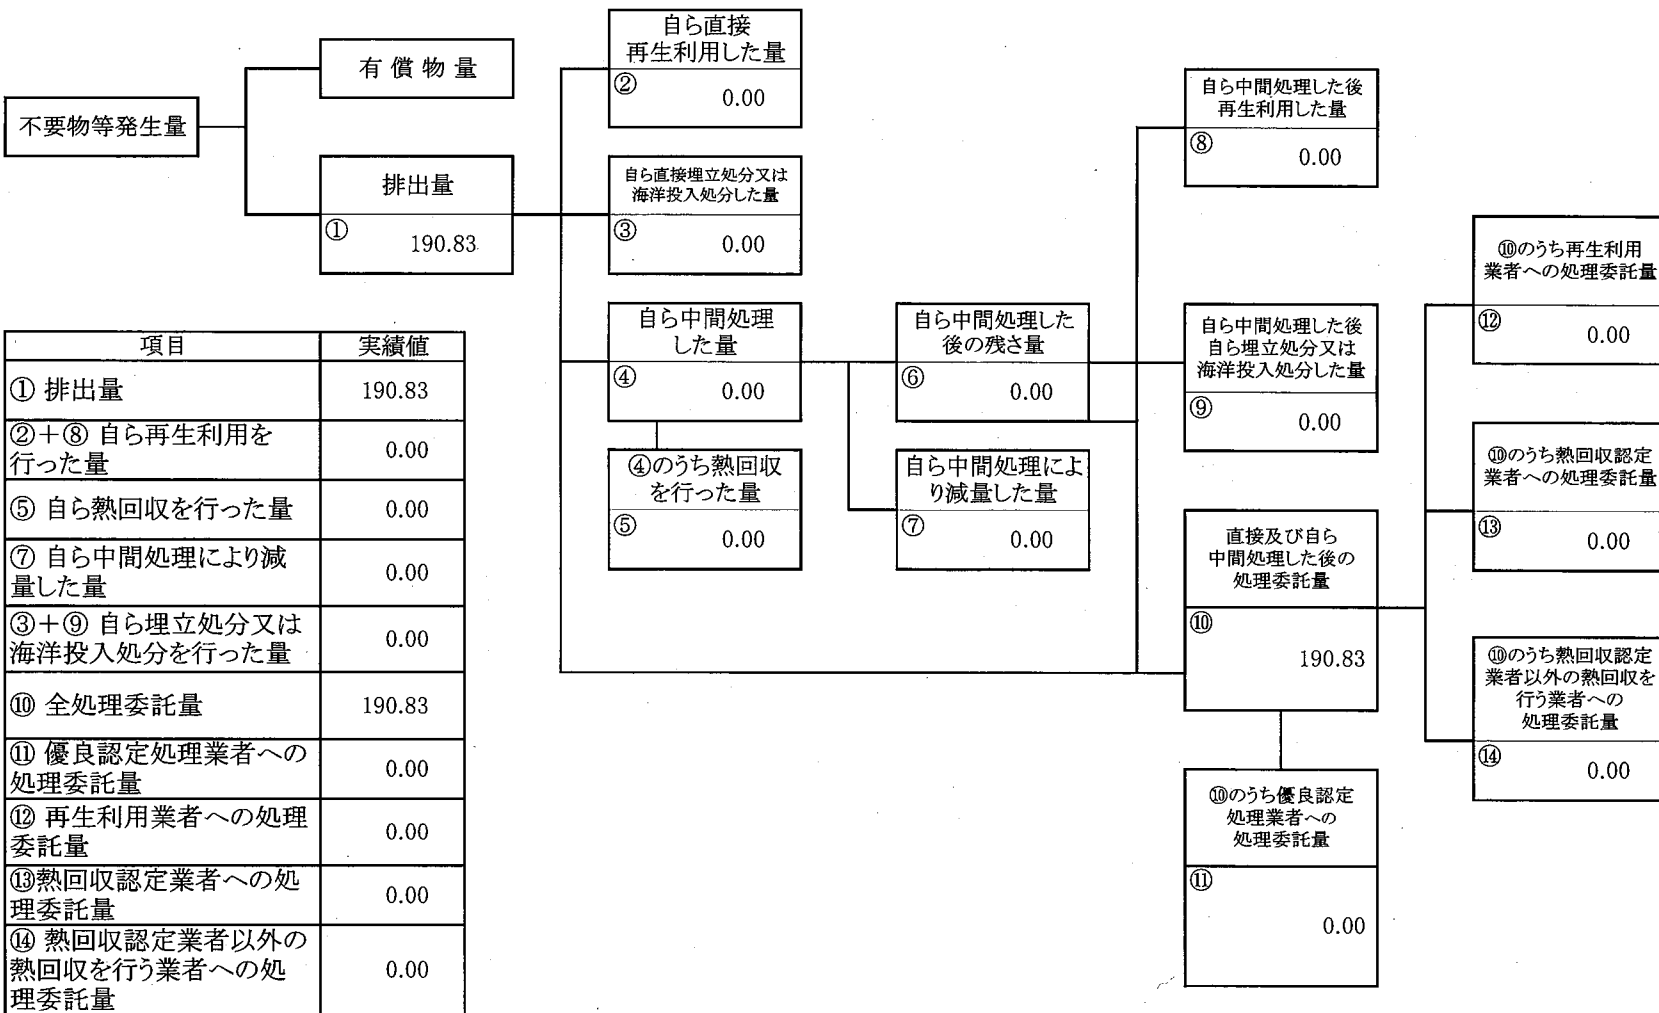 不要物等発生量
有償物量
排出量
①
190.83
自ら直接
再生利用した量
②
0.00
自ら直接埋立処分又は
海洋投入処分した量
③
0.00
自ら中間処理
した量
④
0.00
④のうち熱回収
を行った量
⑤
0.00
自ら中間処理した
後の残さ量
⑥
0.00
自ら中間処理によ
り減量した量
⑦
0.00
自ら中間処理した後
再生利用した量
⑧
0.00
自ら中間処理した後
自ら埋立処分又は
海洋投入処分した量
⑨
0.00
直接及び自ら
中間処理した後の
処理委託量
⑩
190.83
⑩のうち優良認定
処理業者への
処理委託量
⑪
0.00
⑩のうち再生利用
業者への処理委託量
⑫
0.00
⑩のうち熱回収認定
業者への処理委託量
⑬
0.00
⑩のうち熱回収認定
業者以外の熱回収を
行う業者への
処理委託量
⑭
0.00
項目 実績値
① 排出量 190.83
②+⑧ 自ら再生利用を
行った量 0.00
⑤ 自ら熱回収を行った量 0.00
⑦ 自ら中間処理により減
量した量 0.00
③+⑨ 自ら埋立処分又は
海洋投入処分を行った量 0.00
⑩ 全処理委託量 190.83
⑪ 優良認定処理業者への
処理委託量 0.00
⑫ 再生利用業者への処理
委託量 0.00
⑬熱回収認定業者への処
理委託量 0.00
⑭ 熱回収認定業者以外の
熱回収を行う業者への処
理委託量 0.00